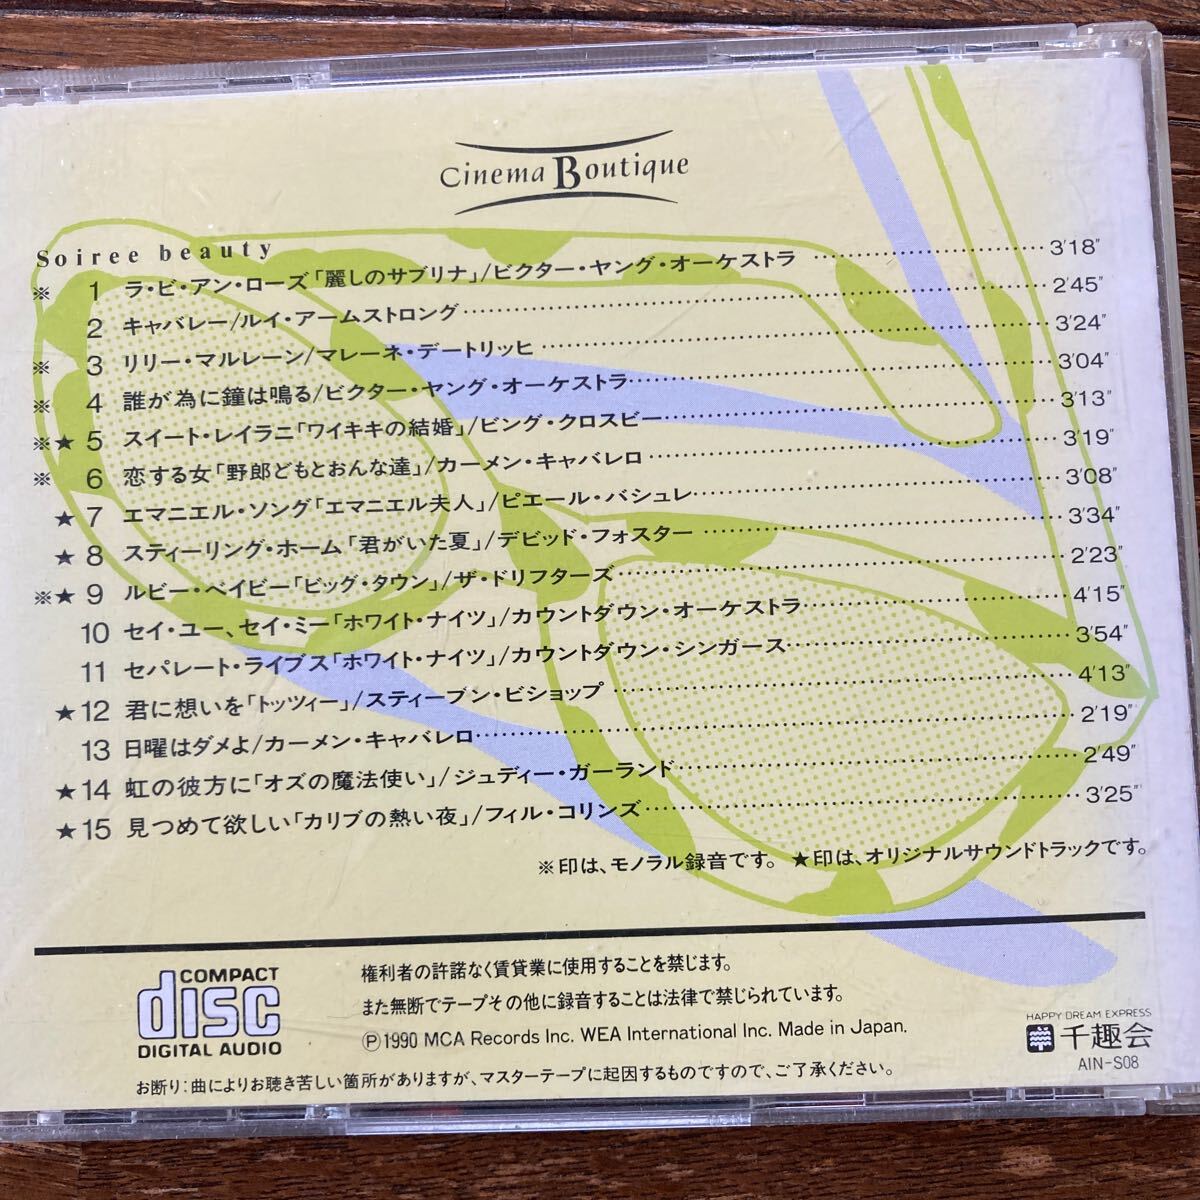 Cinema Boutique
Soiree beauty
※ 1 ラ・ビ・アン・ローズ「麗しのサブリナ」/ビクター・ヤング・オーケストラ 3'18"
2 キャバレー/ルイ・アームストロング 2'45"
※ 3 リリー・マルレーン/マレーネ・デートリッヒ 3'24"
※ 4 誰が為に鐘は鳴る/ビクター・ヤング・オーケストラ 3'04"
※★ 5 スイート・レイラニ「ワイキキの結婚」/ビング・クロスビー 3'13"
※ 6 恋する女「野郎どもとおんな達」/カーメン・キャバレロ 3'19"
★ 7 エマニエル・ソング「エマニエル夫人」/ピエール・バシュレ 3'08"
★ 8 スティーリング・ホーム「君がいた夏」/デビッド・フォスター 3'34"
※★ 9 ルビー・ベイビー「ビッグ・タウン」/ザ・ドリフターズ 2'23"
10 セイ・ユー、セイ・ミー「ホワイト・ナイツ」/カウントダウン・オーケストラ 4'15"
11 セパレート・ライブス「ホワイト・ナイツ」/カウントダウン・シンガース 3'54"
★ 12 君に想いを「トッツィー」/スティーブン・ビショップ 4'13"
13 日曜はダメよ/カーメン・キャバレロ 2'19"
★ 14 虹の彼方に「オズの魔法使い」/ジュディー・ガーランド 2'49"
★ 15 見つめて欲しい「カリブの熱い夜」/フィル・コリンズ 3'25"
※印は、モノラル録音です。 ★印は、オリジナルサウンドトラックです。
COMPACT
disc
DIGITAL AUDIO
権利者の許諾なく賃貸業に使用することを禁じます。
また無断でテープその他に録音することは法律で禁じられています。
Ⓟ1990 MCA Records Inc. WEA International Inc. Made in Japan.
お断り:曲によりお聴き苦しい箇所がありますが、マスターテープに起因するものですので、ご了承ください。
HAPPY DREAM EXPRESS
千趣会
AIN-S08